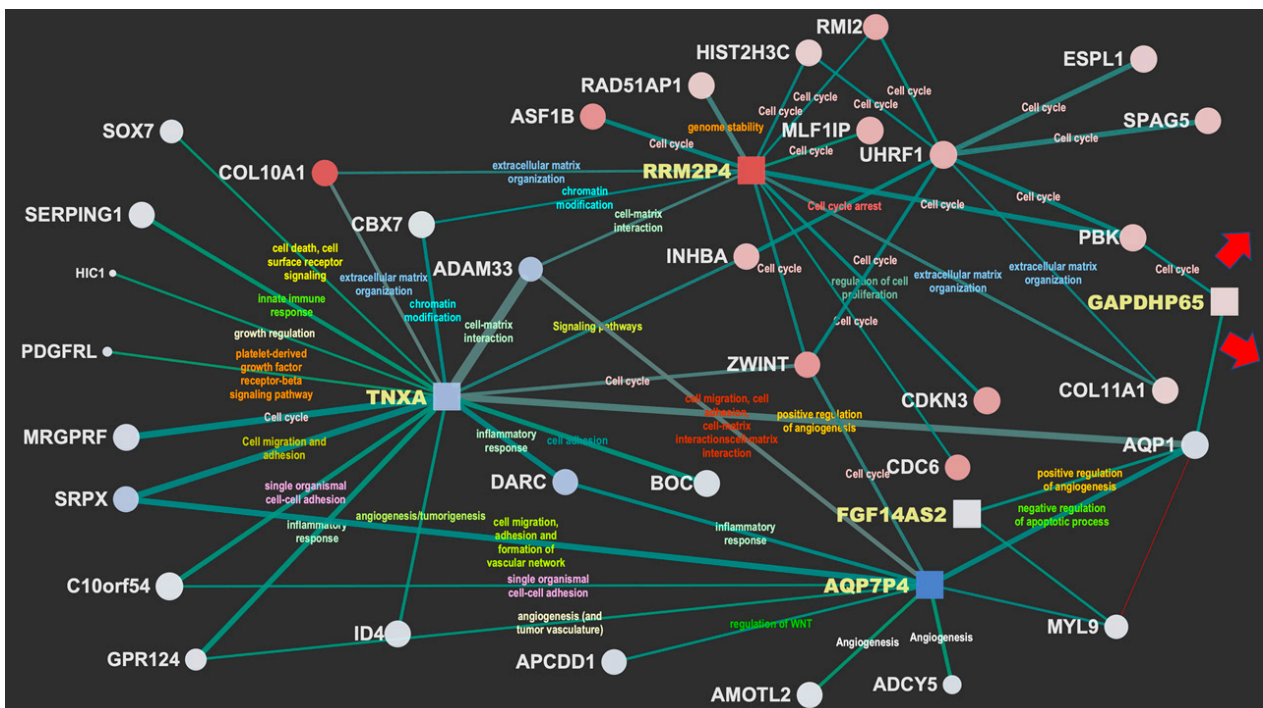 RMI2
HIST2H3C
ESPL1
RAD51AP1
Cell cycle
Cell cycle
Cell cycle
Cell cycle
Cell cycle
ASF1B
genome stability
MLF1IP
SPAG5
SOX7
Cell cycle
Cell cycle
Cell cycle
UHRF1
COL10A1
extracellular matrix
organization
RRM2P4
chromatin
modification
Cell cycle arrest
Cell cycle
SERPING1
CBX7
cell-matrix
interaction
PBK
cell death, cell
surface receptor
signaling
ADAM33
INHBA
Cell cycle
Cell cycle
Cell cycle
HIC1
extracellular matrix
organization
regulation of cell
proliferation
extracellular matrix
organization
extracellular matrix
organization
innate immune
response
chromatin
modification
GAPDHP65
growth regulation
cell-matrix
interaction
Signaling pathways
Cell cycle
PDGFRL
platelet-derived
growth factor
receptor-beta
signaling pathway
ZWINT
Cell cycle
TNXA
CDKN3
COL11A1
Cell cycle
cell migration, cell
adhesion,
cell-matrix
interactionscell-matrix
interaction
positive regulation
of angiogenesis
MRGPRF
Cell migration and
adhesion
inflammatory
response
cell adhesion
AQP1
CDC6
Cell cycle
positive regulation
of angiogenesis
SRPX
single organismal
cell-cell adhesion
DARC
BOC
FGF14AS2
negative regulation
of apoptotic process
inflammatory
response
angiogenesis/tumorigenesis
cell migration,
adhesion and
formation of
vascular network
inflammatory
response
C10orf54
single organismal
cell-cell adhesion
AQP7P4
ID4
angiogenesis (and
tumor vasculature)
regulation of WNT
Angiogenesis
Angiogenesis
MYL9
GPR124
APCDD1
AMOTL2
ADCY5